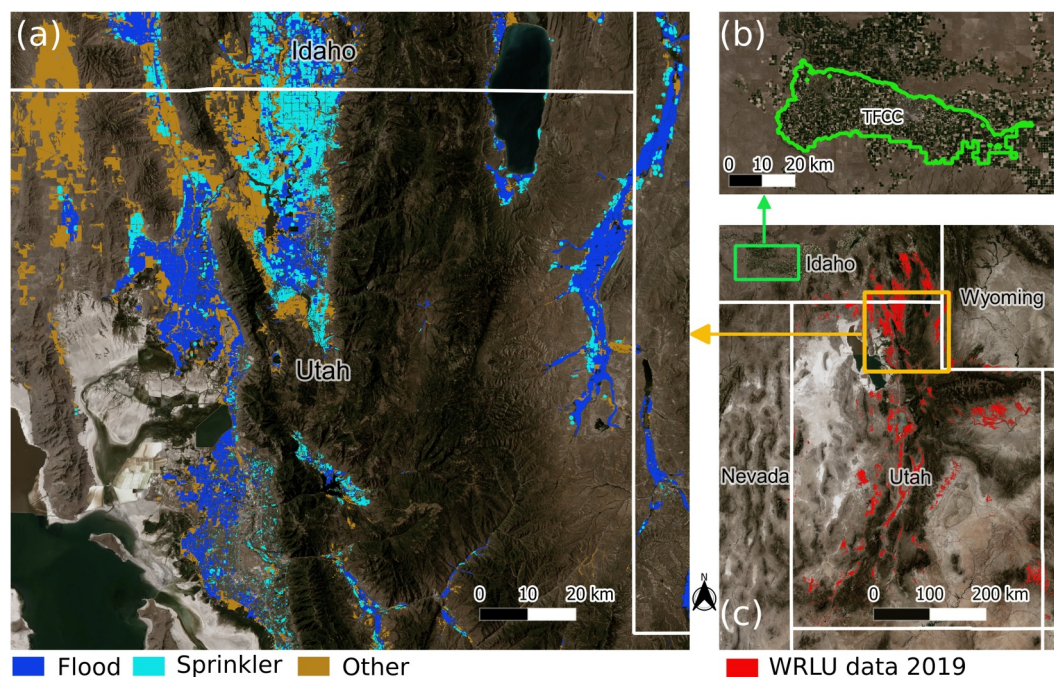 (a)
Idaho
Utah
0 10 20 km
Flood Sprinkler Other
(b)
TFCC
0 10 20 km
Idaho
Wyoming
Nevada
Utah
N
0 100 200 km
(c)
WRLU data 2019